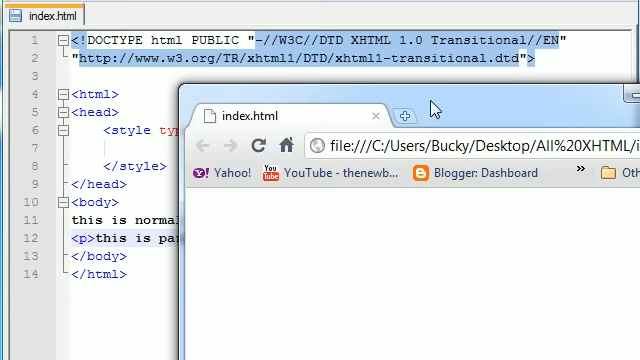 index.html
1 <!DOCTYPE html PUBLIC "-//W3C//DTD XHTML 1.0 Transitional//EN"
2 "http://www.w3.org/TR/xhtml1/DTD/xhtml1-transitional.dtd">
3
4 <html>
5 <head>
6 <style typ
7
8 </style>
9 </head>
10 <body>
11 this is normal
12 <p>this is par
13 </body>
14 </html>
index.html
file:///C:/Users/Bucky/Desktop/All%20XHTML/i
Yahoo! YouTube - thenewb... Blogger: Dashboard » Oth